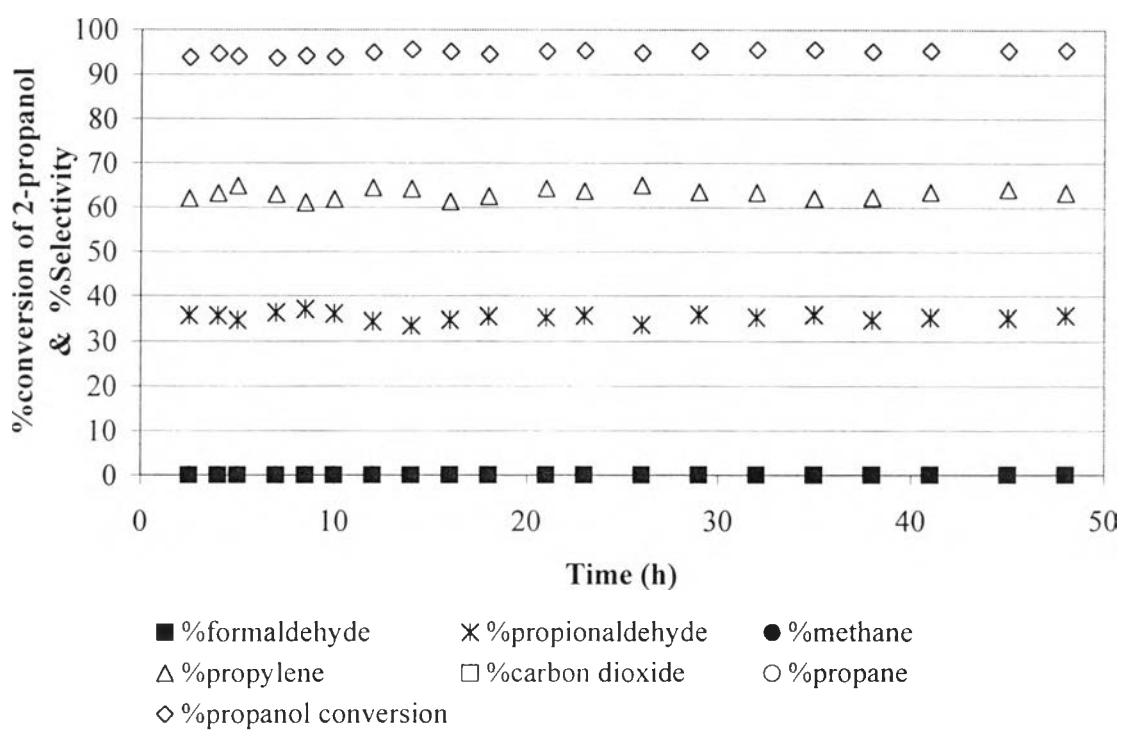 100
90
80
70
60
50
40
30
20
10
0
%conversion of 2-propanol
& %Selectivity
0 10 20 30 40 50
Time (h)
%formaldehyde %propionaldehyde %methane
%propylene %carbon dioxide %propane
%propanol conversion